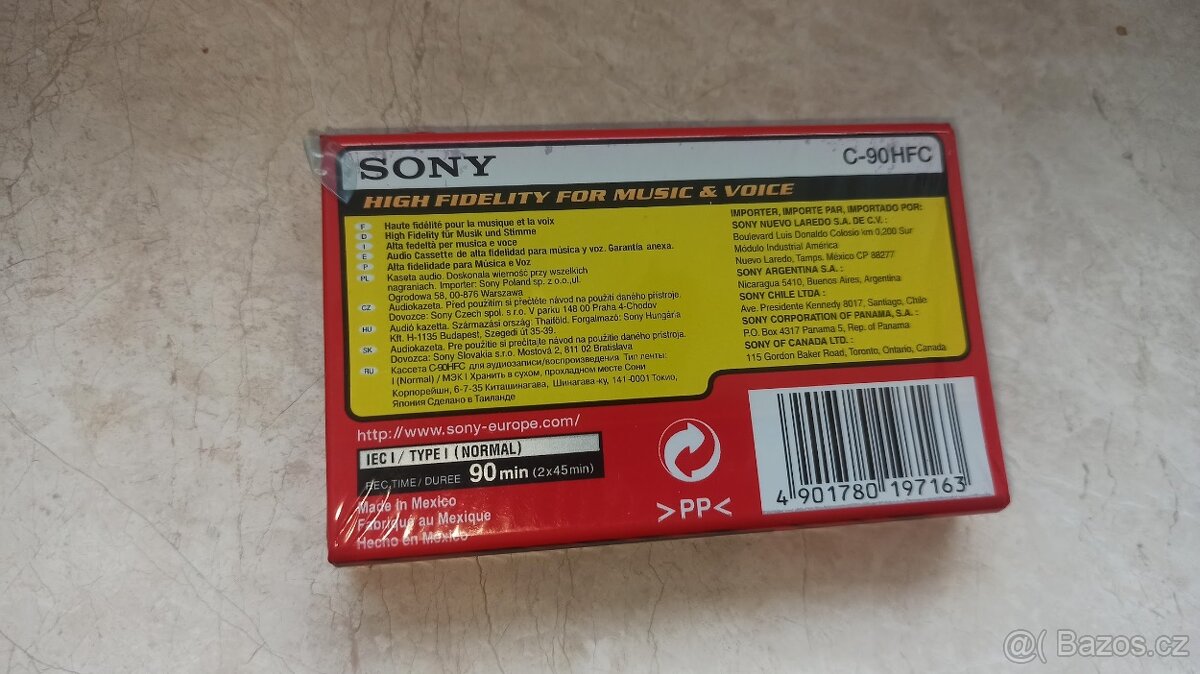 SONY
C-90HFC
HIGH FIDELITY FOR MUSIC & VOICE
F Haute fidélité pour la musique et la voix
D High Fidelity für Musik und Stimme
I Alta fedeltà per musica e voce
E Audio Cassette de alta fidelidad para música y voz. Garantía anexa.
P Alta fidelidade para Música e Voz
PL Kaseta audio. Doskonała wierność przy wszelkich
nagraniach. Importer: Sony Poland sp. z o.o.,ul.
Ogrodowa 58, 00-876 Warszawa
CZ Audiokazeta. Před použitím si přečtěte návod na použití daného přístroje.
Dovozce: Sony Czech spol. s r.o. V parku 148 00 Praha 4-Chodov
HU Audió kazetta. Származási ország: Thaiföld. Forgalmazó: Sony Hungária
Kft. H-1135 Budapest, Szegedi út 35-39.
SK Audiokazeta. Pre použitie si prečítajte návod na použitie daného prístroja.
Dovozca: Sony Slovakia s.r.o. Mostová 2, 811 02 Bratislava
RU Кассета C-90HFC для аудиозаписи/воспроизведения Тип ленты:
I (Normal) / МЭК I Хранить в сухом, прохладном месте Сони
Корпорейшн, 6-7-35 Киташинагава, Шинагава-ку, 141-0001 Токио,
Япония Сделано в Таиланде
IMPORTER, IMPORTE PAR, IMPORTADO POR:
SONY NUEVO LAREDO S.A. DE C.V. :
Boulevard Luis Donaldo Colosio km 0,200 Sur
Módulo Industrial América
Nuevo Laredo, Tamps. México CP 88277
SONY ARGENTINA S.A. :
Nicaragua 5410, Buenos Aires, Argentina
SONY CHILE LTDA :
Ave. Presidente Kennedy 8017, Santiago, Chile
SONY CORPORATION OF PANAMA, S.A. :
P.O. Box 4317 Panama 5, Rep. of Panama
SONY OF CANADA LTD. :
115 Gordon Baker Road, Toronto, Ontario, Canada
http://www.sony-europe.com/
IEC I / TYPE I (NORMAL)
REC.TIME / DUREE 90 min (2x45min)
Made in Mexico
Fabriqué au Mexique
Hecho en México
>PP<
4 901780 197163
@( Bazos.cz